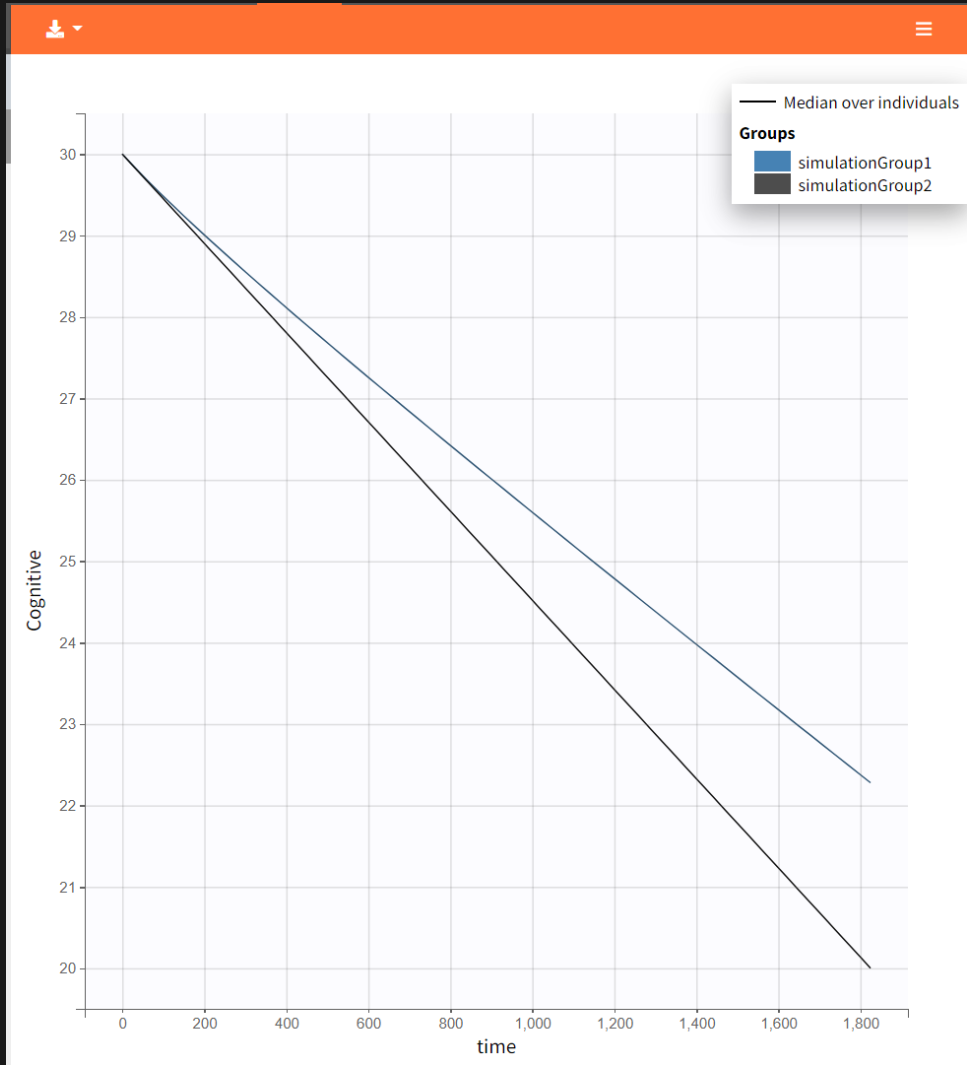 Median over individuals
Groups
simulationGroup1
simulationGroup2
30
29
28
27
26
25
24
23
22
21
20
Cognitive
0 200 400 600 800 1,000 1,200 1,400 1,600 1,800
time